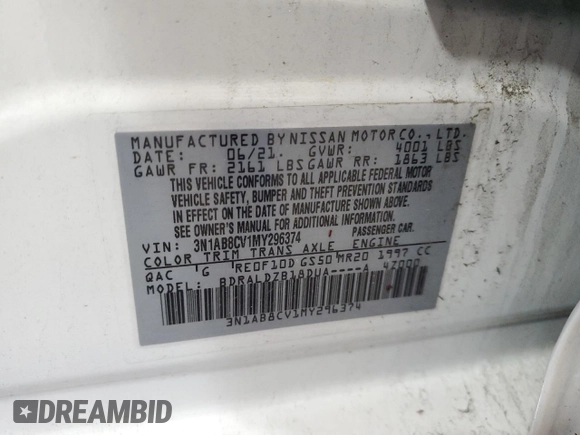 MANUFACTURED BY NISSAN MOTOR CO., LTD.
DATE: 06/21. GVWR: 4001 LBS
GAWR FR: 2161 LBS GAWR RR: 1863 LBS
THIS VEHICLE CONFORMS TO ALL APPLICABLE FEDERAL MOTOR
VEHICLE SAFETY, BUMPER AND THEFT PREVENTION STANDARDS
IN EFFECT ON THE DATE OF MANUFACTURE SHOWN ABOVE.
SEE OWNER'S MANUAL FOR ADDITIONAL INFORMATION.
VIN: 3N1AB8CV1MY296374 PASSENGER CAR.
COLOR TRIM TRANS AXLE ENGINE
QAC G RE0F10D GS50 MR20 1997 CC
MODEL: BDRALDZB18DUA-----A 4Z000
3N1AB8CV1MY296374
DREAMBID